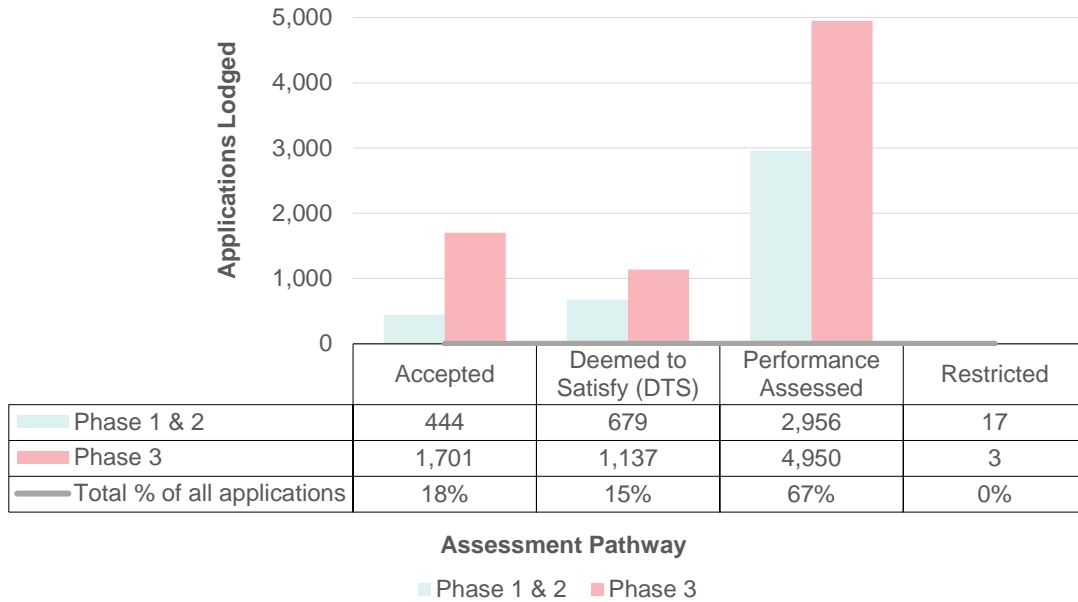 Applications Lodged
5,000
4,000
3,000
2,000
1,000
0
Accepted
Deemed to
Satisfy (DTS)
Performance
Assessed
Restricted
Phase 1 & 2 444 679 2,956 17
Phase 3 1,701 1,137 4,950 3
Total % of all applications 18% 15% 67% 0%
Assessment Pathway
Phase 1 & 2 Phase 3